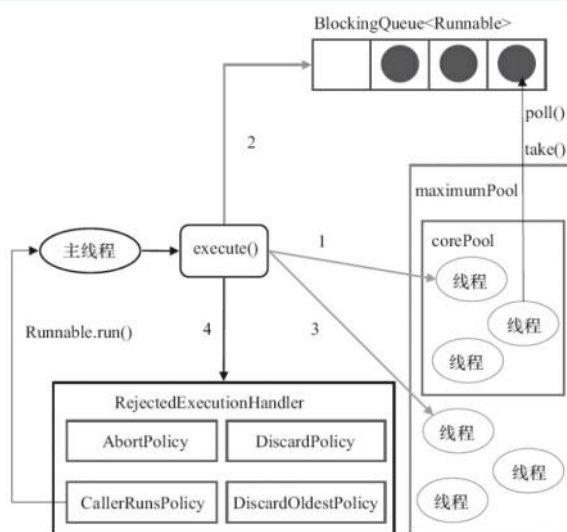 BlockingQueue<Runnable>
poll()
2
take()
maximumPool
corePool
主线程
execute()
1
线程
线程
Runnable.run()
4
3
线程
RejectedExecutionHandler
AbortPolicy
DiscardPolicy
线程
线程
CallerRunsPolicy
DiscardOldestPolicy
线程